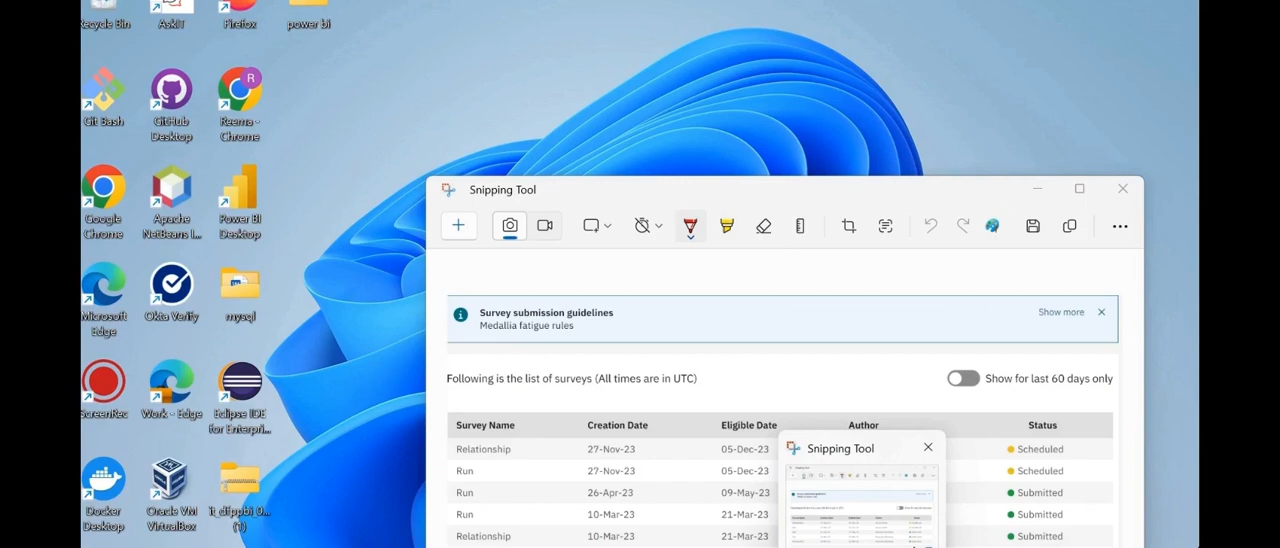 Recycle Bin
AskIT
Firefox
power bi
Git Bash
GitHub
Desktop
R
Reema -
Chrome
Google
Chrome
Apache
NetBeans I...
Power BI
Desktop
Microsoft
Edge
Okta Verify
mysql
ScreenRec
Work - Edge
Eclipse IDE
for Enterpri...
Docker
Desktop
Oracle VM
VirtualBox
(1)
Snipping Tool
Survey submission guidelines
Show more
Medallia fatigue rules
Following is the list of surveys (All times are in UTC)
Show for last 60 days only
Survey Name Creation Date Eligible Date Author Status
Relationship 27-Nov-23 05-Dec-23 Scheduled
Run 27-Nov-23 05-Dec-23 Scheduled
Run 26-Apr-23 09-May-23 Submitted
Run 10-Mar-23 21-Mar-23 Submitted
Relationship 10-Mar-23 21-Mar-23 Submitted
Snipping Tool